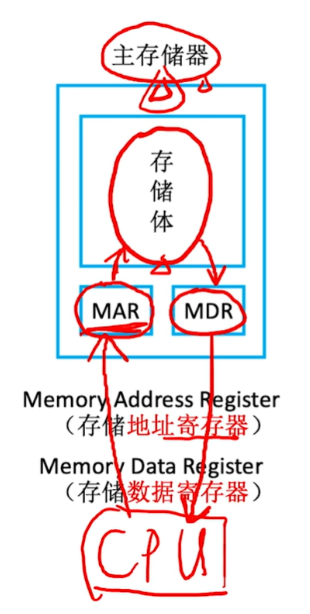 主存储器
存
储
体
MAR MDR
Memory Address Register
（存储地址寄存器）
Memory Data Register
（存储数据寄存器）
CPU